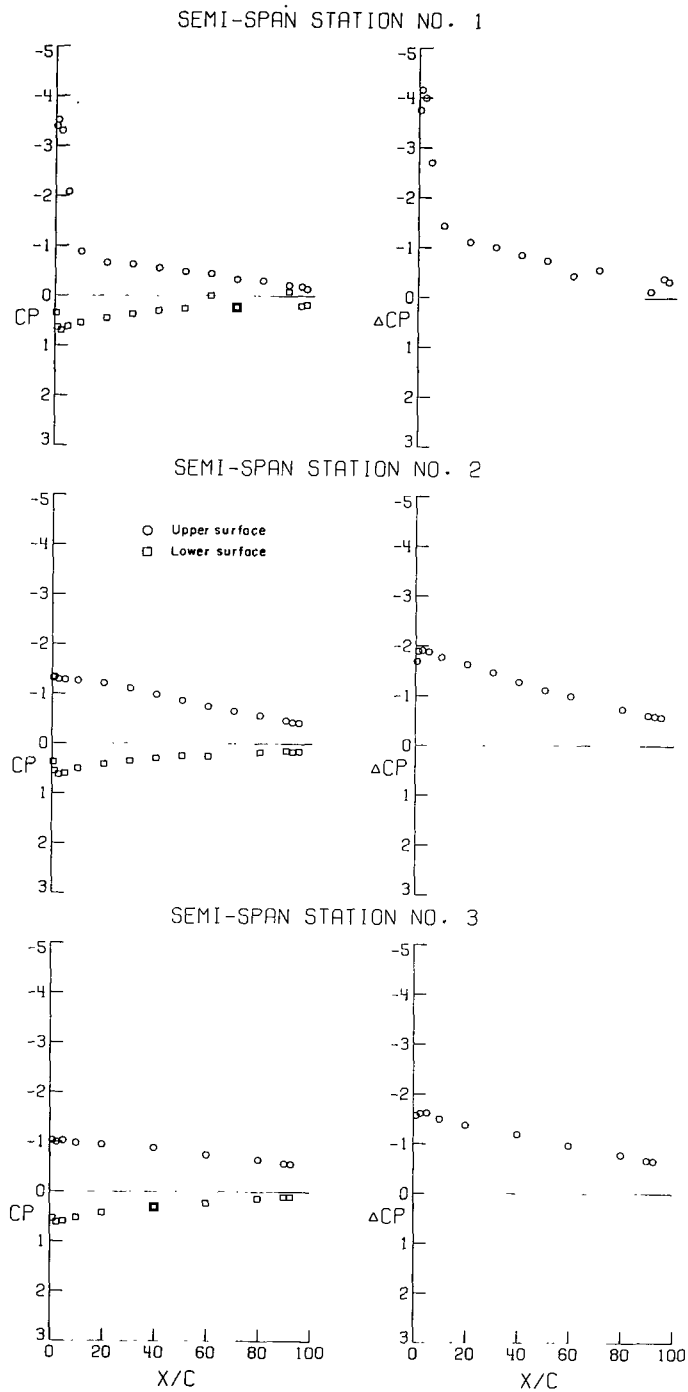 SEMI-SPAN STATION NO. 1
-5 -5
-4 -4
-3 -3
-2 -2
-1 -1
0 0
CP ΔCP
1 1
2 2
3 3
SEMI-SPAN STATION NO. 2
-5 -5
○ Upper surface
□ Lower surface
-4 -4
-3 -3
-2 -2
-1 -1
0 0
CP ΔCP
1 1
2 2
3 3
SEMI-SPAN STATION NO. 3
-5 -5
-4 -4
-3 -3
-2 -2
-1 -1
0 0
CP ΔCP
1 1
2 2
3 3
0 20 40 60 80 100 0 20 40 60 80 100
X/C X/C